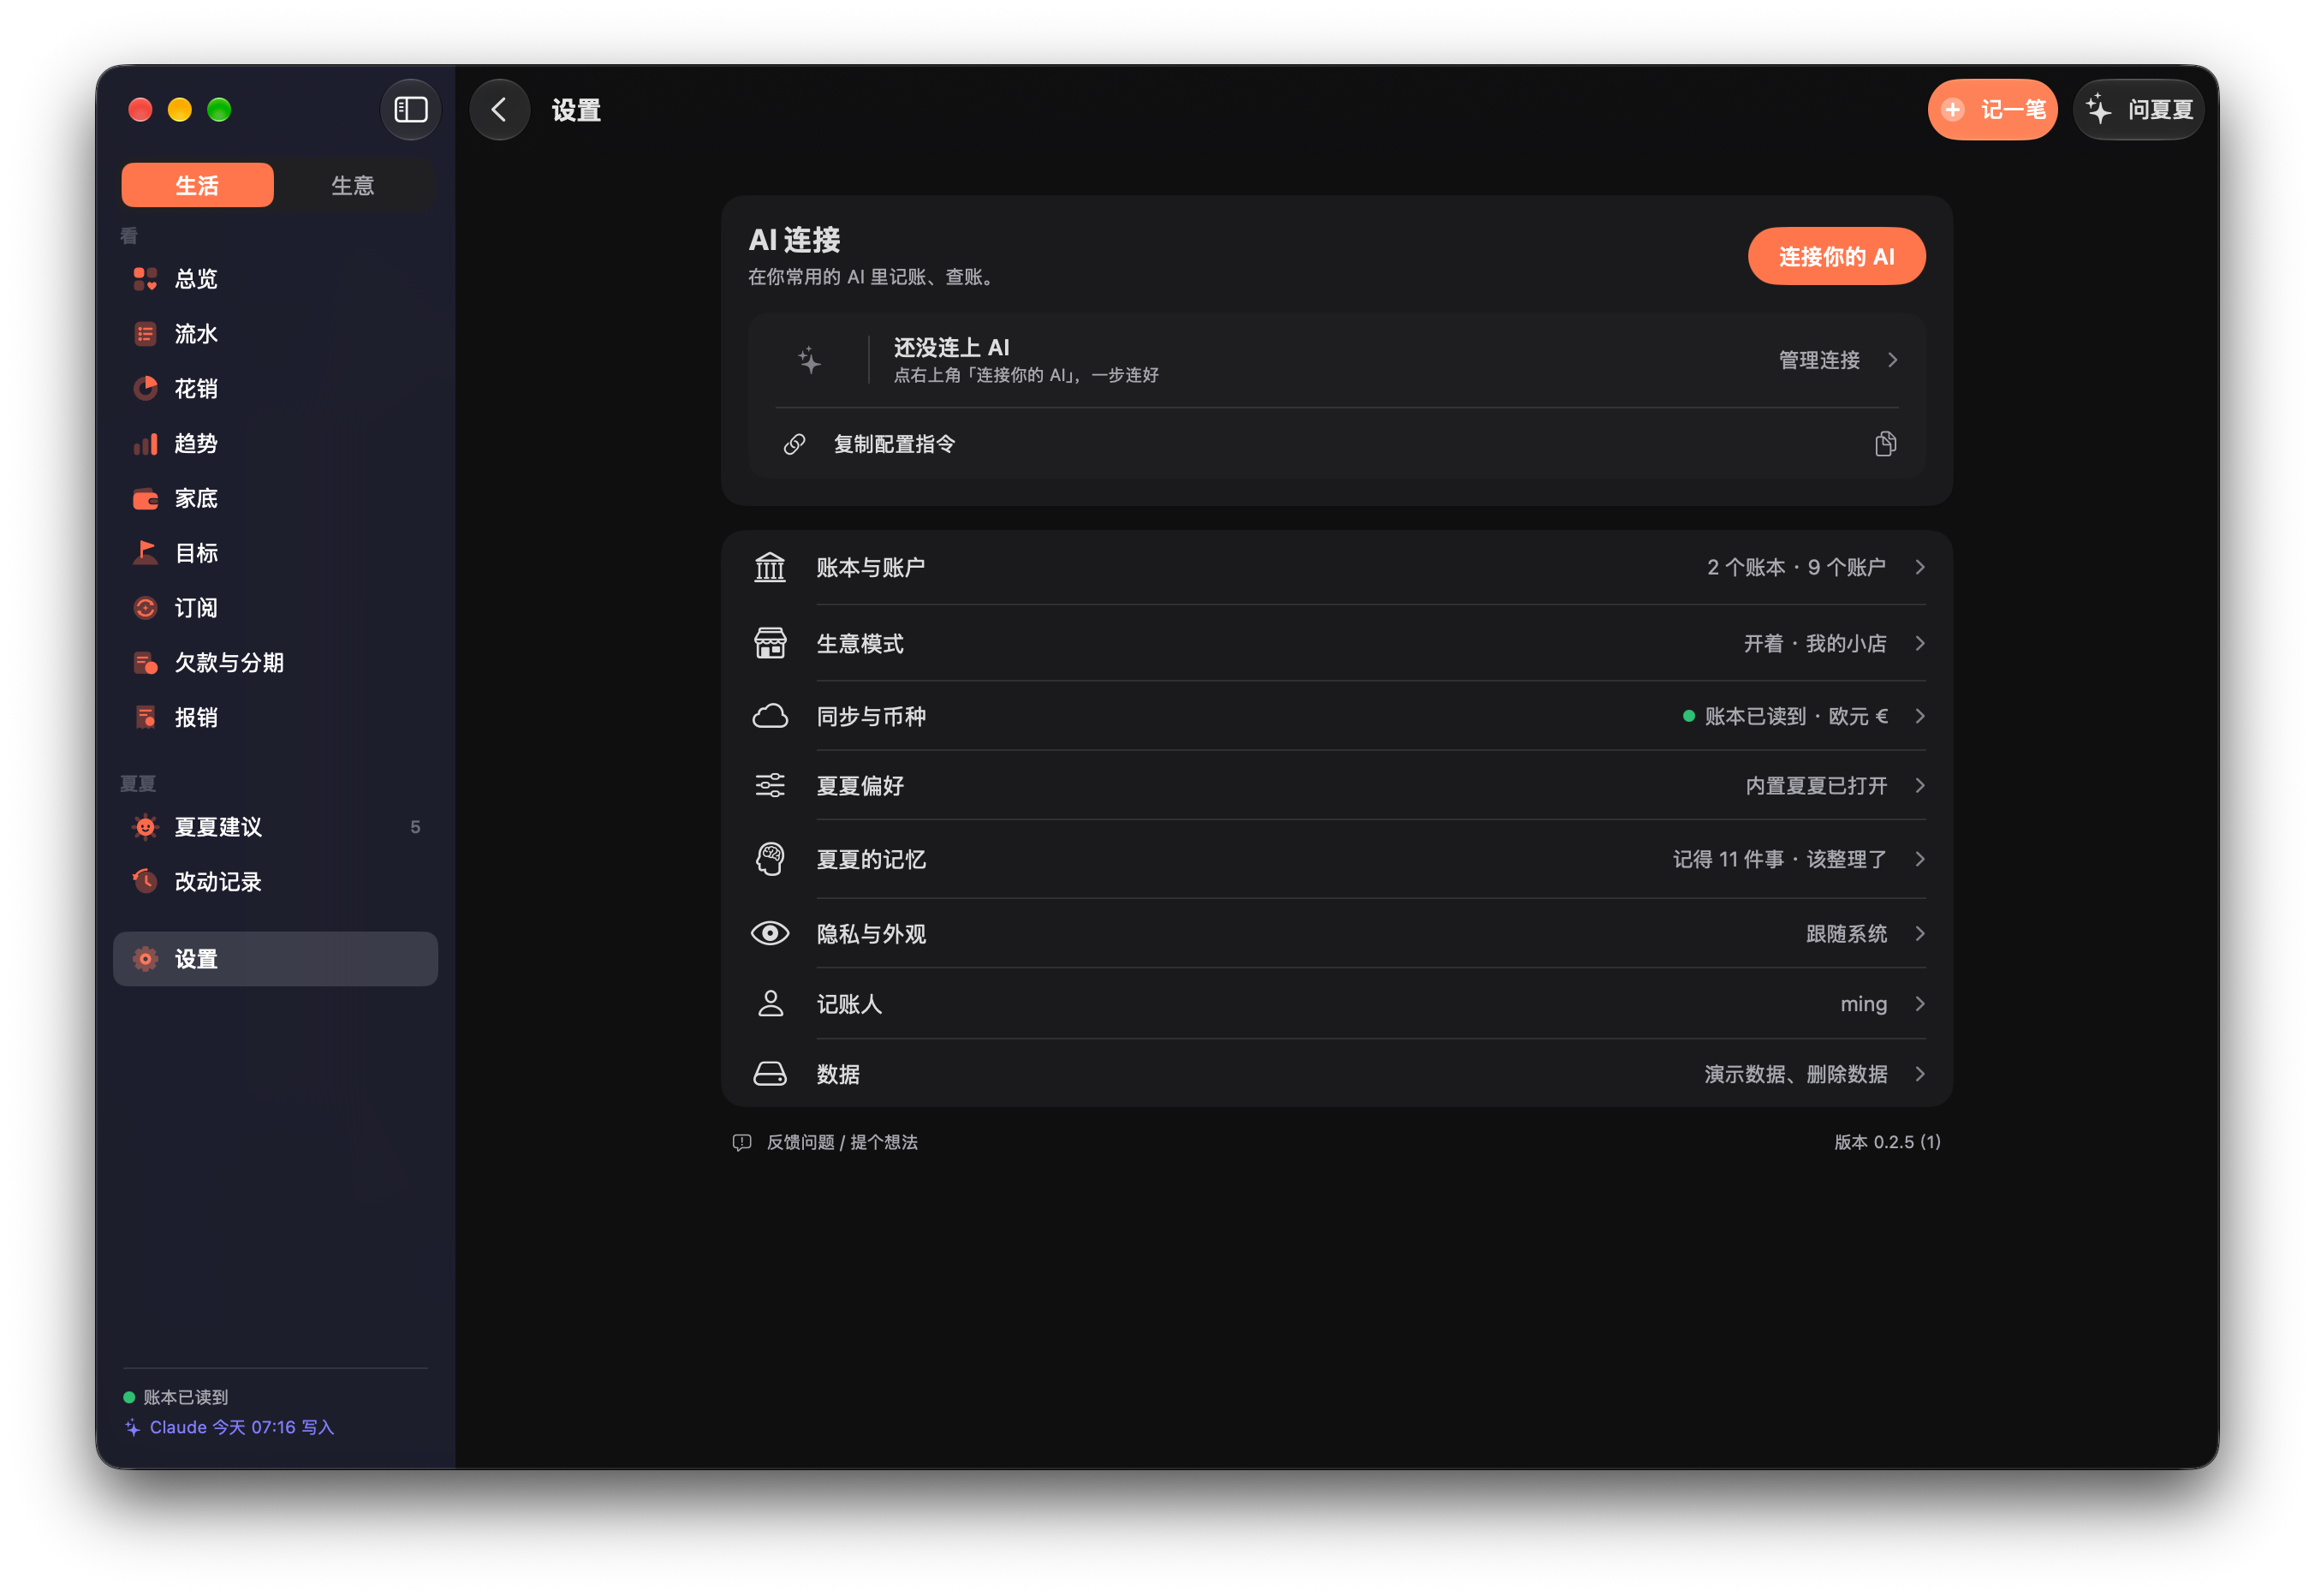 设置
记一笔
问夏夏
生活
生意
看
总览
流水
花销
趋势
家底
目标
订阅
欠款与分期
报销
夏夏
夏夏建议 5
改动记录
设置
账本已读到
Claude 今天 07:16 写入
AI 连接
在你常用的 AI 里记账、查账。
连接你的 AI
还没连上 AI
点右上角「连接你的 AI」，一步连好
管理连接
复制配置指令
账本与账户 2 个账本 · 9 个账户
生意模式 开着 · 我的小店
同步与币种 账本已读到 · 欧元 €
夏夏偏好 内置夏夏已打开
夏夏的记忆 记得 11 件事 · 该整理了
隐私与外观 跟随系统
记账人 ming
数据 演示数据、删除数据
反馈问题 / 提个想法
版本 0.2.5 (1)